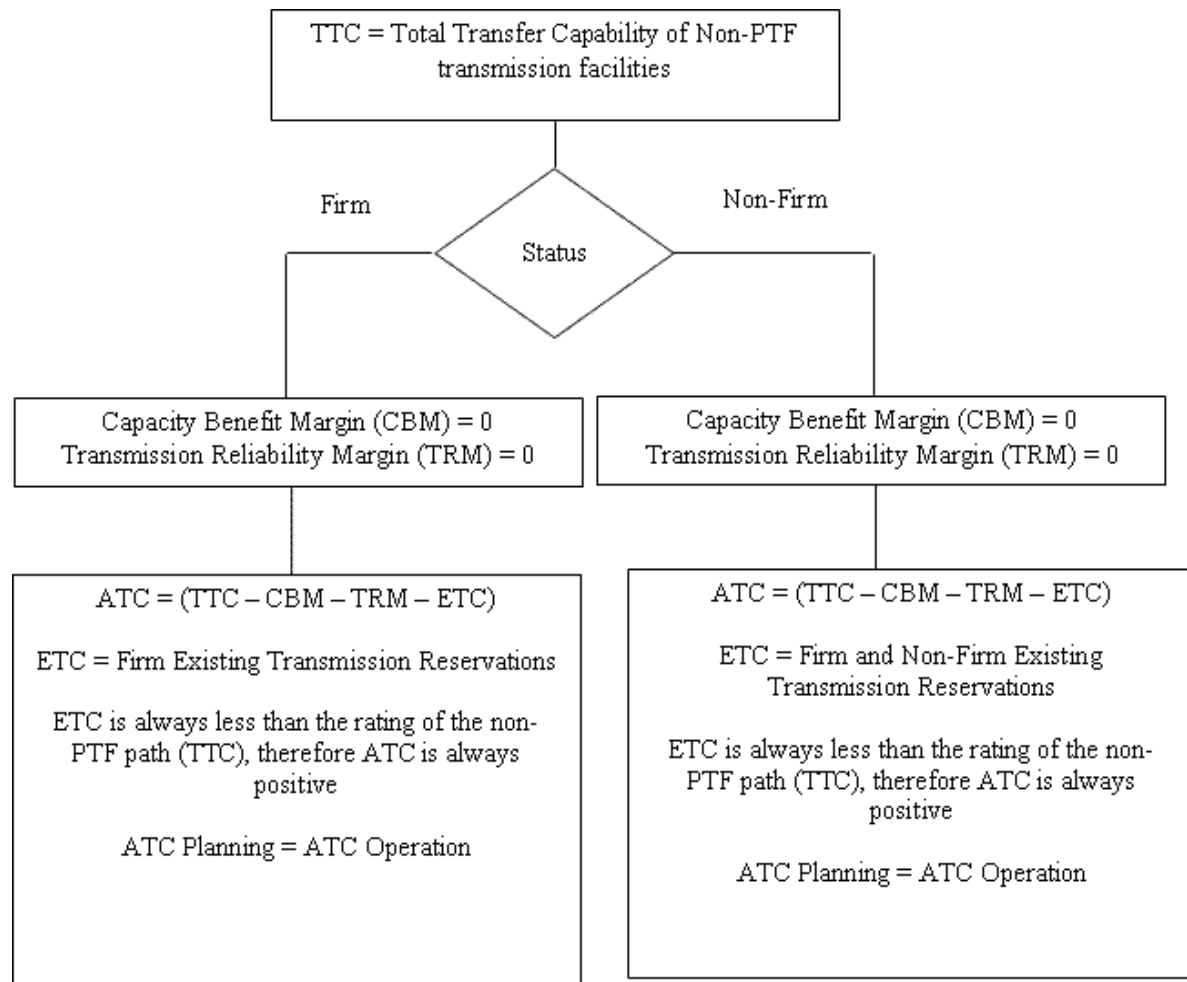 TTC = Total Transfer Capability of Non-PTF
transmission facilities
Firm
Non-Firm
Status
Capacity Benefit Margin (CBM) = 0
Transmission Reliability Margin (TRM) = 0
Capacity Benefit Margin (CBM) = 0
Transmission Reliability Margin (TRM) = 0
ATC = (TTC – CBM – TRM – ETC)
ETC = Firm Existing Transmission Reservations
ETC is always less than the rating of the non-
PTF path (TTC), therefore ATC is always
positive
ATC Planning = ATC Operation
ATC = (TTC – CBM – TRM – ETC)
ETC = Firm and Non-Firm Existing
Transmission Reservations
ETC is always less than the rating of the non-
PTF path (TTC), therefore ATC is always
positive
ATC Planning = ATC Operation